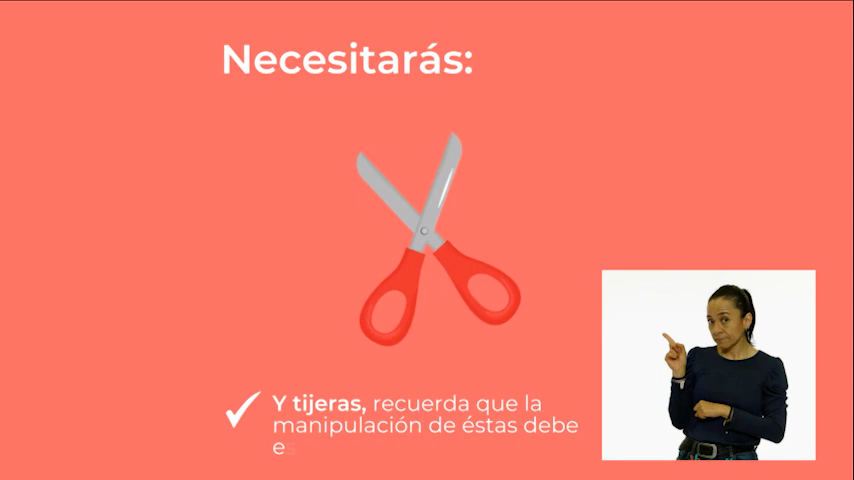 Necesitarás:
Y tijeras, recuerda que la
manipulación de éstas debe
e